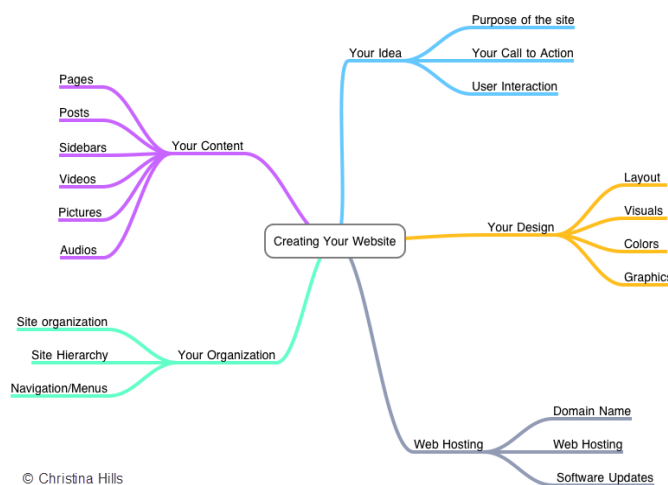 Creating Your Website
Your Idea
Purpose of the site
Your Call to Action
User Interaction
Your Design
Layout
Visuals
Colors
Graphics
Web Hosting
Domain Name
Web Hosting
Software Updates
Your Organization
Site organization
Site Hierarchy
Navigation/Menus
Your Content
Pages
Posts
Sidebars
Videos
Pictures
Audios
© Christina Hills